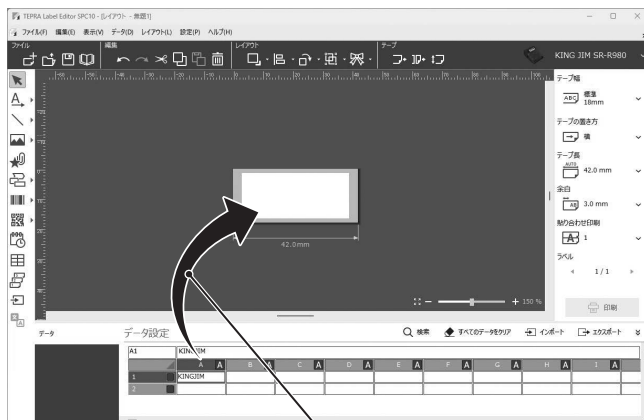 TEPRA Label Editor SPC10 - [レイアウト - 無題1]
ファイル(F) 編集(E) 表示(V) データ(D) レイアウト(L) 設定(P) ヘルプ(H)
ファイル 編集 レイアウト テープ
KING JIM SR-R980
テープ幅
ABC 標準
18mm
テープの置き方
横
テープ長
AUTO
42.0 mm
余白
AB 3.0 mm
貼り合わせ印刷
A 1
ラベル
1 / 1
印刷
42.0mm
150 %
データ
データ設定
検索 すべてのデータをクリア インポート エクスポート
A1 KINGJIM
A A B A C A D A E A F A G A H A I A
1 KINGJIM
2